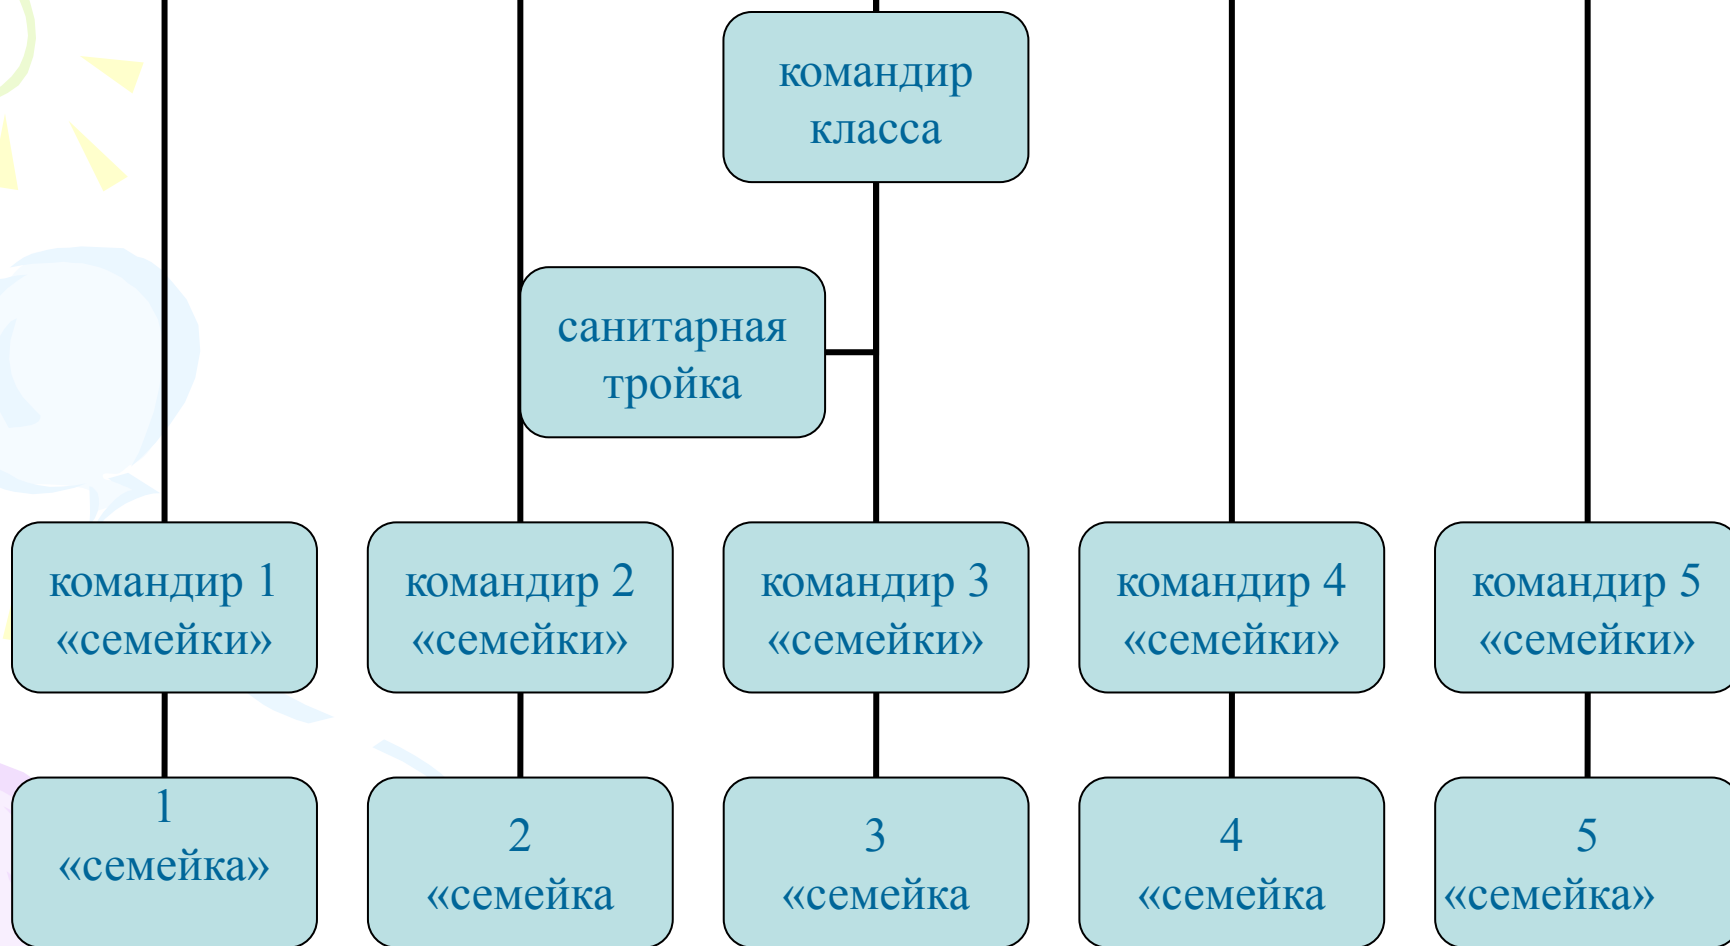 командир
класса
санитарная
тройка
командир 1
«семейки»
командир 2
«семейки»
командир 3
«семейки»
командир 4
«семейки»
командир 5
«семейки»
1
«семейка»
2
«семейка
3
«семейка
4
«семейка
5
«семейка»